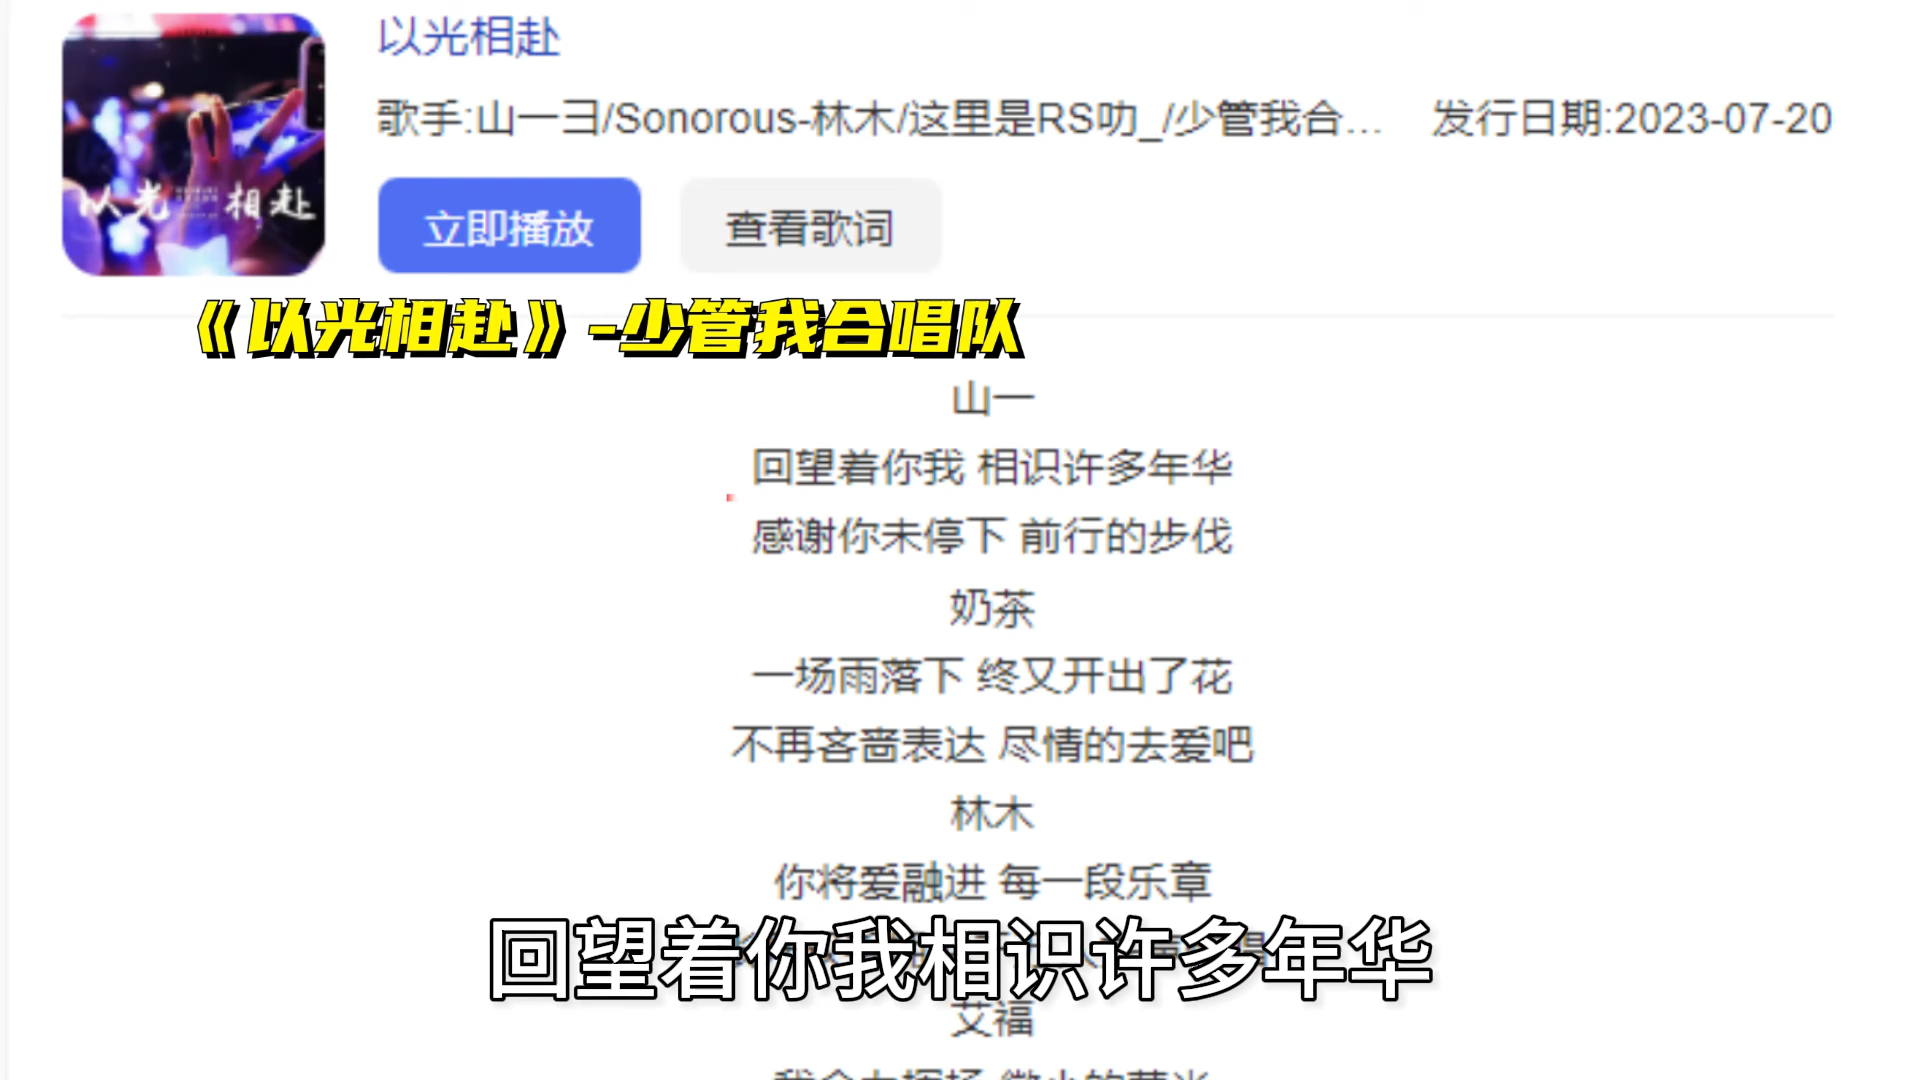 以光相赴
歌手:山一彐/Sonorous-林木/这里是RS叻_/少管我合... 发行日期:2023-07-20
以光 相赴
立即播放 查看歌词
《以光相赴》-少管我合唱队
山一
回望着你我 相识许多年华
感谢你未停下 前行的步伐
奶茶
一场雨落下 终又开出了花
不再吝啬表达 尽情的去爱吧
林木
你将爱融进 每一段乐章
回望着你我相识许多年华
艾福